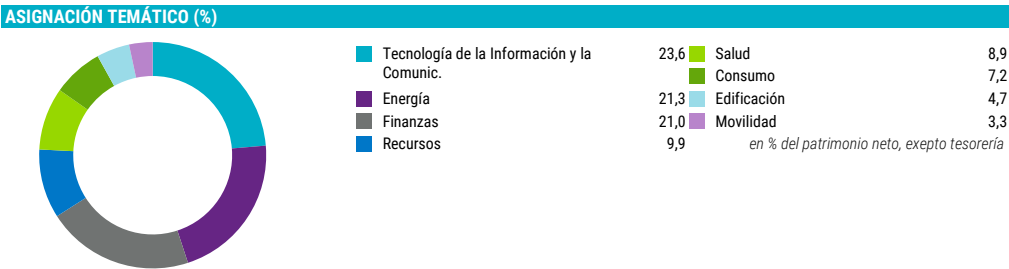 ASIGNACIÓN TEMÁTICO (%)
Tecnología de la Información y la Comunic. 23,6
Energía 21,3
Finanzas 21,0
Recursos 9,9
Salud 8,9
Consumo 7,2
Edificación 4,7
Movilidad 3,3
en % del patrimonio neto, exepto tesorería